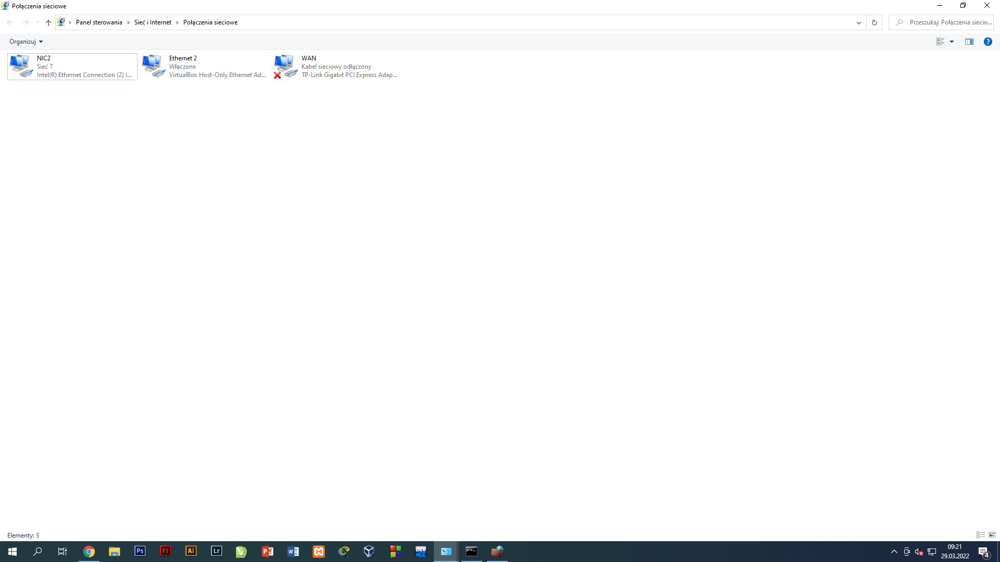 Połączenia sieciowe
Panel sterowania
Sieć i Internet
Połączenia sieciowe
Przeszukaj: Połączenia siecio...
Organizuj
NIC2
Sieć 7
Intel(R) Ethernet Connection (2) I...
Ethernet 2
Włączone
VirtualBox Host-Only Ethernet Ad...
WAN
Kabel sieciowy odłączony
TP-Link Gigabit PCI Express Adap...
Elementy: 3
Ps
Fl
Ai
Lr
DEV
09:21
29.03.2022
4